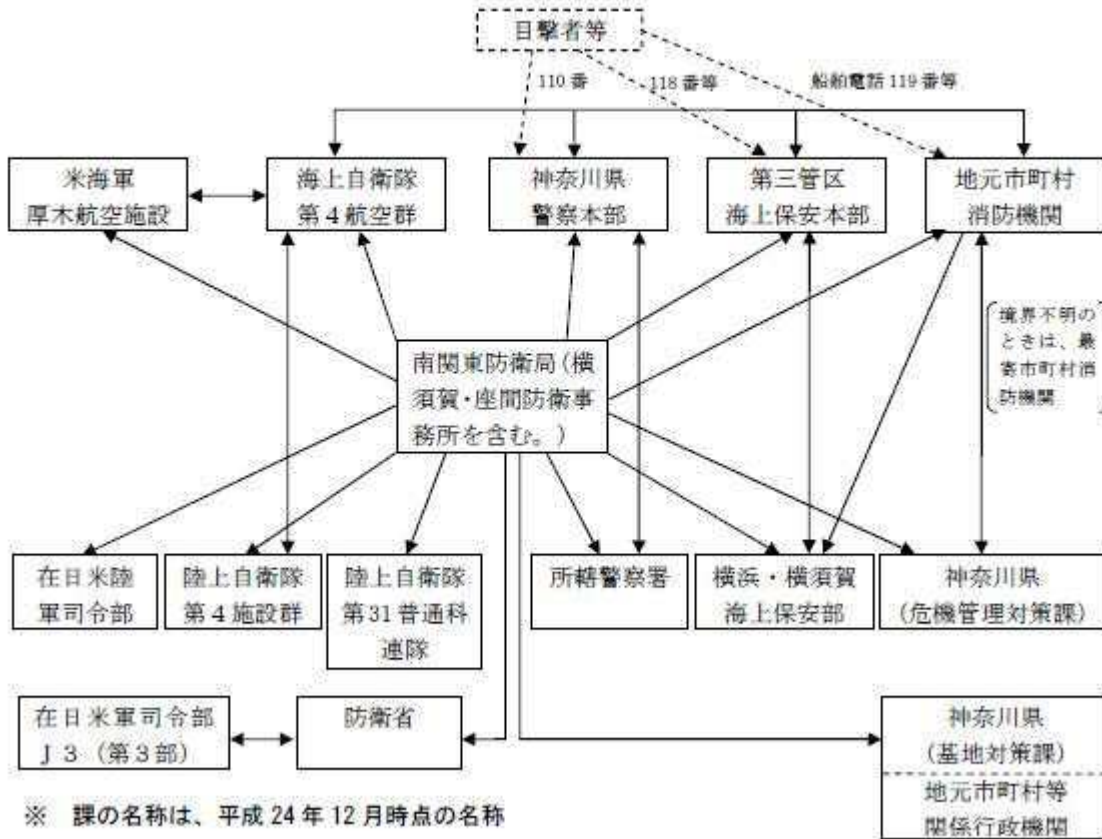 目撃者等
110番
118番等
船舶電話119番等
米海軍
厚木航空施設
海上自衛隊
第4航空群
神奈川県
警察本部
第三管区
海上保安本部
地元市町村
消防機関
境界不明の
ときは、最
寄市町村消
防機関
南関東防衛局(横
須賀・座間防衛事
務所を含む。)
在日米陸
軍司令部
陸上自衛隊
第4施設群
陸上自衛隊
第31普通科
連隊
所轄警察署
横浜・横須賀
海上保安部
神奈川県
(危機管理対策課)
在日米軍司令部
J3(第3部)
防衛省
神奈川県
(基地対策課)
地元市町村等
関係行政機関
※ 課の名称は、平成24年12月時点の名称